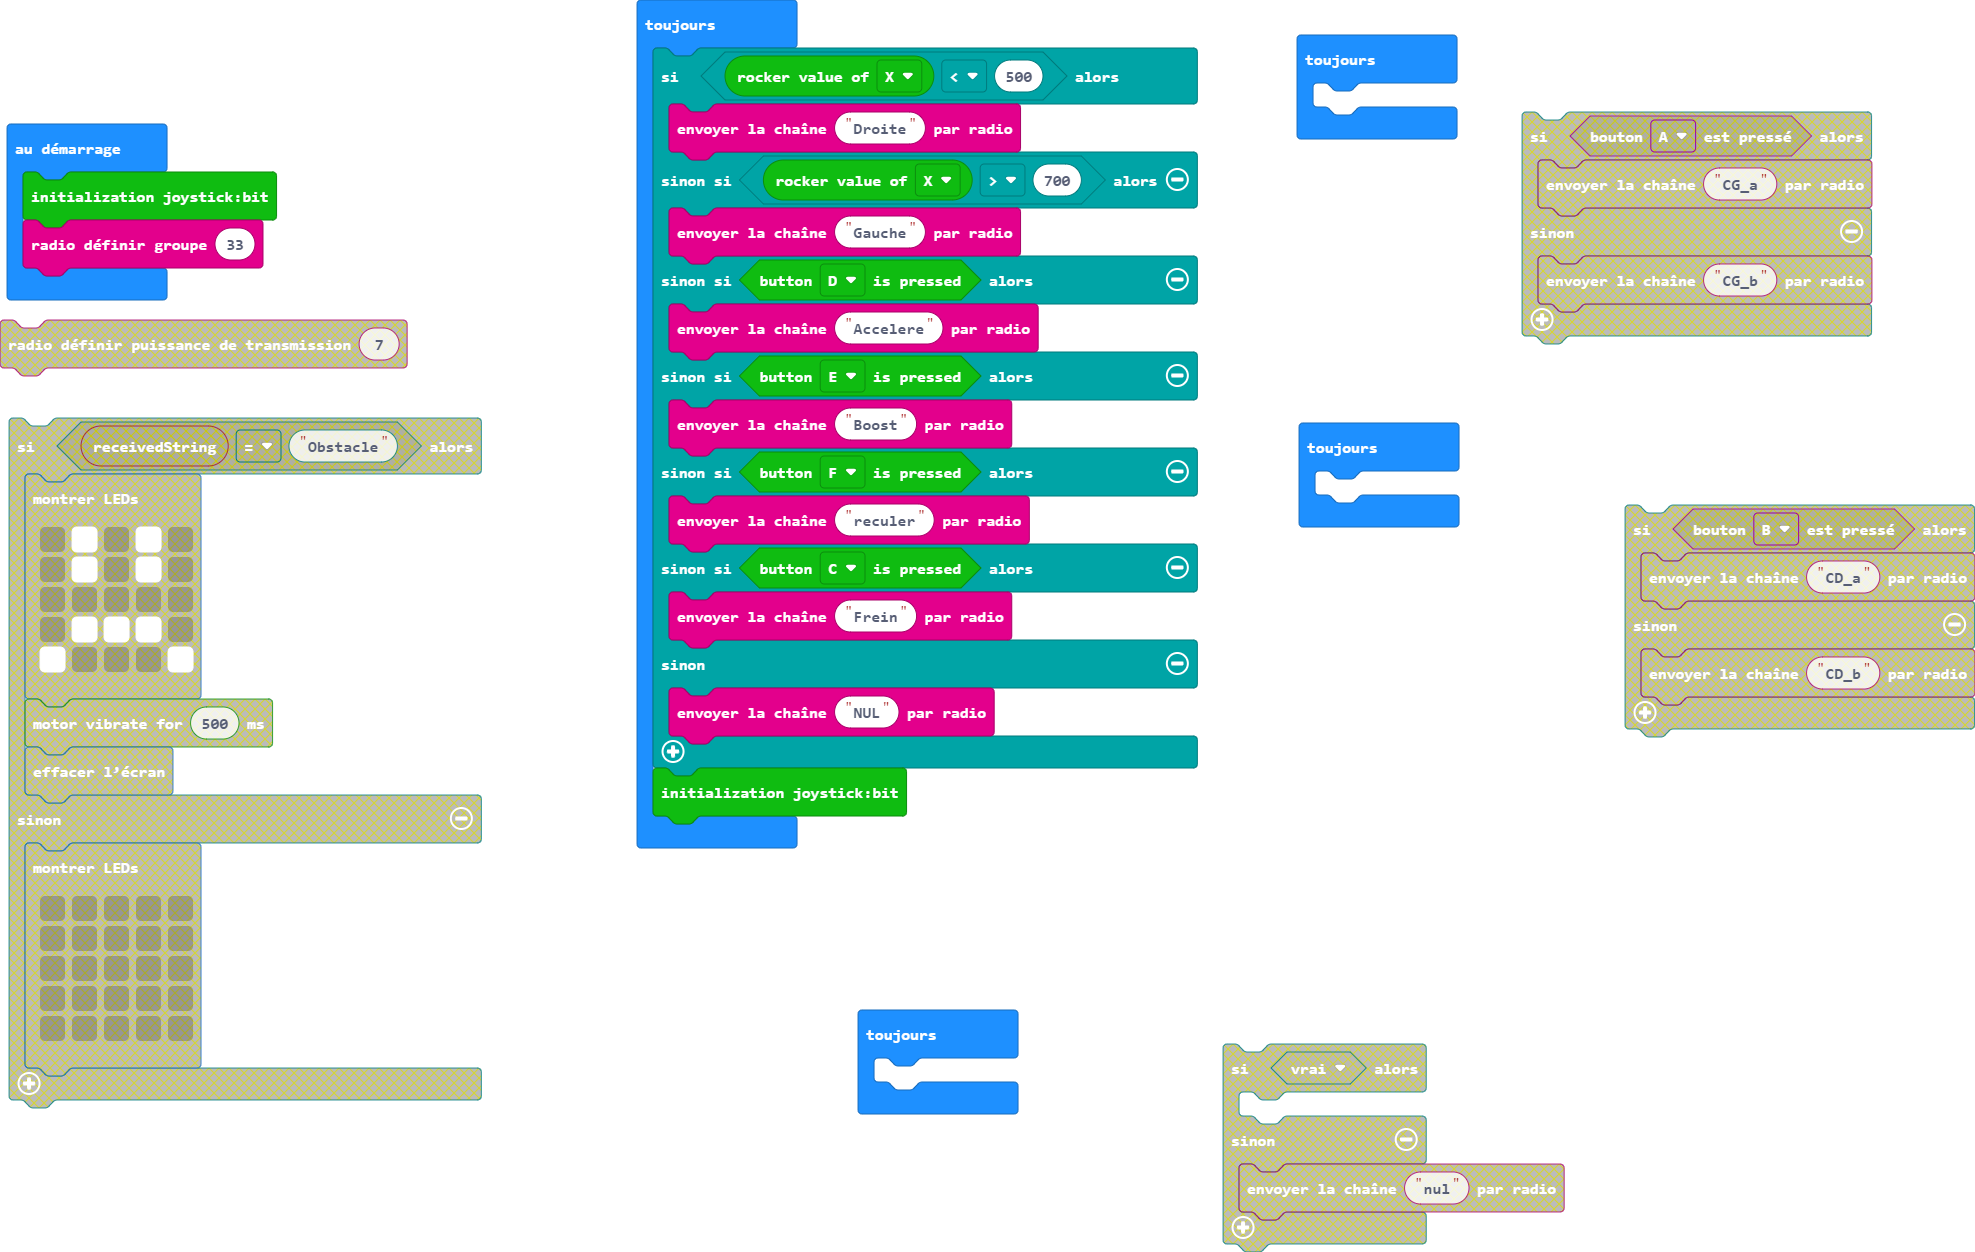 au démarrage
initialization joystick:bit
radio définir groupe 33
radio définir puissance de transmission 7
si receivedString = "Obstacle" alors
montrer LEDs
motor vibrate for 500 ms
effacer l’écran
sinon
montrer LEDs
toujours
si rocker value of X < 500 alors
envoyer la chaîne "Droite" par radio
sinon si rocker value of X > 700 alors
envoyer la chaîne "Gauche" par radio
sinon si button D is pressed alors
envoyer la chaîne "Accelere" par radio
sinon si button E is pressed alors
envoyer la chaîne "Boost" par radio
sinon si button F is pressed alors
envoyer la chaîne "reculer" par radio
sinon si button C is pressed alors
envoyer la chaîne "Frein" par radio
sinon
envoyer la chaîne "NUL" par radio
initialization joystick:bit
toujours
si bouton A est pressé alors
envoyer la chaîne "CG_a" par radio
sinon
envoyer la chaîne "CG_b" par radio
toujours
si bouton B est pressé alors
envoyer la chaîne "CD_a" par radio
sinon
envoyer la chaîne "CD_b" par radio
toujours
si vrai alors
sinon
envoyer la chaîne "nul" par radio